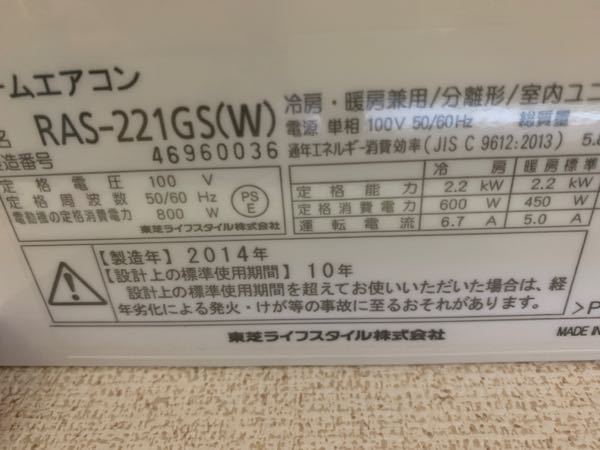 ームエアコン
名 RAS-221GS(W)
造番号 46960036
冷房・暖房兼用/分離形/室内ユニ
電源 単相 100V 50/60Hz 総質量
通年エネルギー消費効率(JIS C 9612:2013) 5.8
定格電圧 100 V
定格周波数 50/60 Hz
電動機の定格消費電力 800 W
PS
E
東芝ライフスタイル株式会社
冷房 暖房標準
定格能力 2.2 kW 2.2 kW
定格消費電力 600 W 450 W
運転電流 6.7 A 5.0 A
【製造年】2014年
【設計上の標準使用期間】10年
設計上の標準使用期間を超えてお使いいただいた場合は、経
年劣化による発火・けが等の事故に至るおそれがあります。
>P
東芝ライフスタイル株式会社
MADE IN